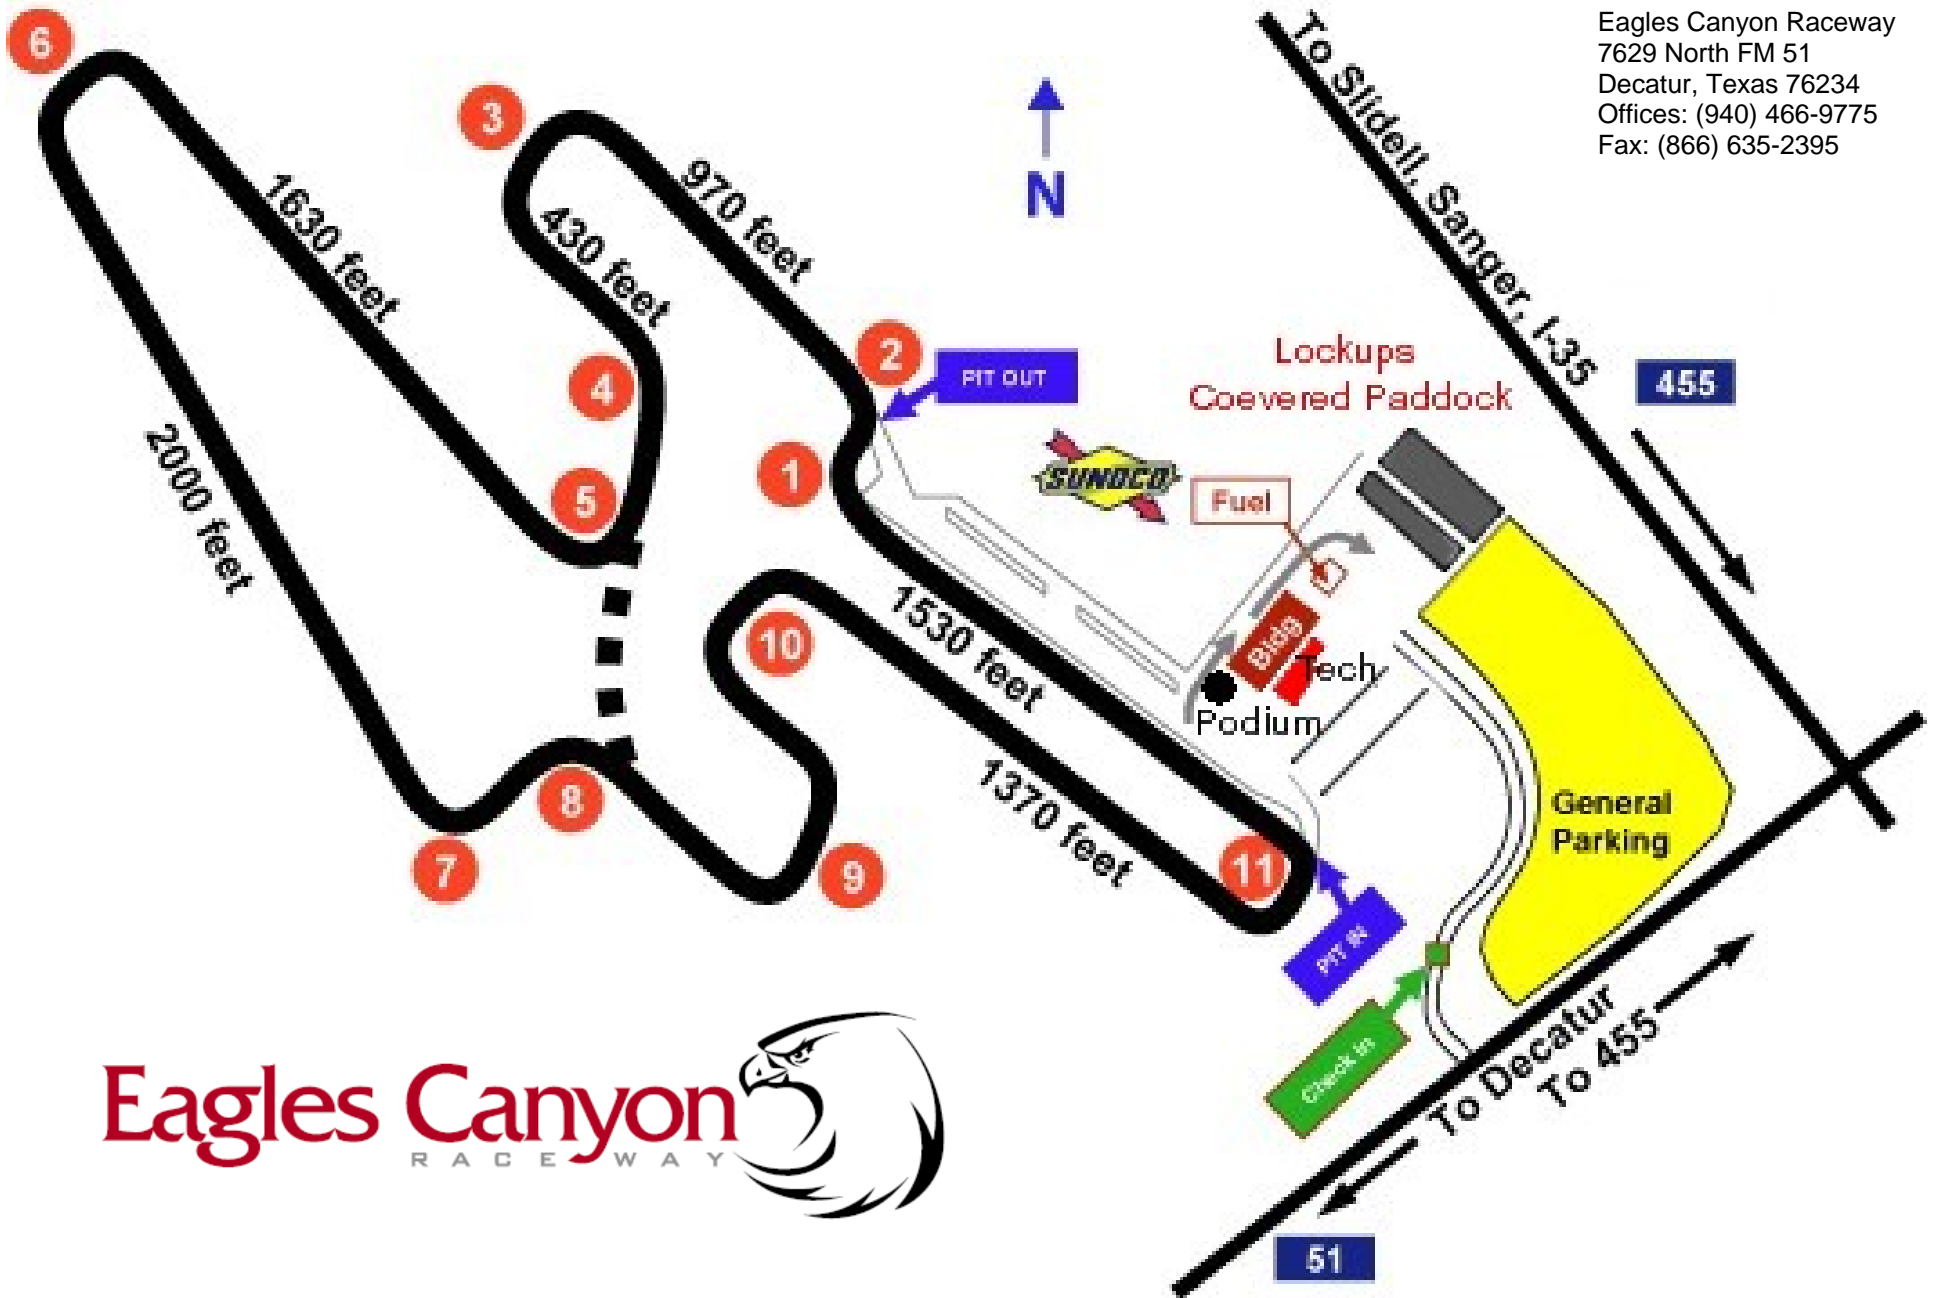 Eagles Canyon Raceway
7629 North FM 51
Decatur, Texas 76234
Offices: (940) 466-9775
Fax: (866) 635-2395
To Slidell, Sanger, I-35
455
6
3
1630 feet
430 feet
970 feet
N
2
PIT OUT
Lockups
Coevered Paddock
4
1
5
SUNOCO
Fuel
2000 feet
10
1530 feet
Bldg
Tech
Podium
8
7
9
1370 feet
11
General
Parking
PIT IN
Check in
To Decatur
To 455
51
Eagles Canyon
RACEWAY